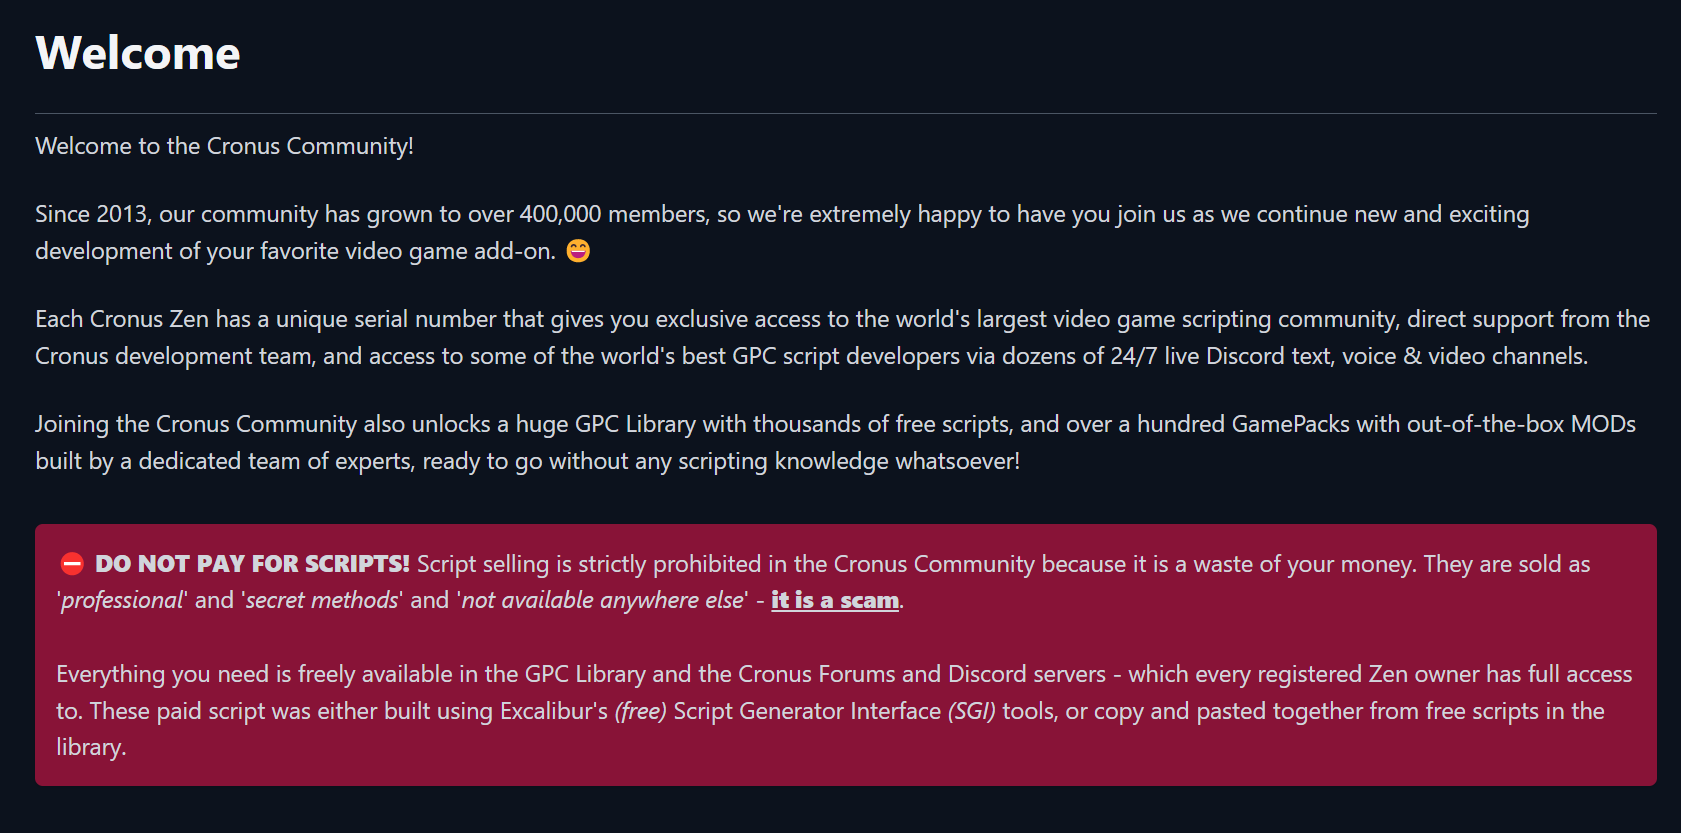 Welcome
Welcome to the Cronus Community!
Since 2013, our community has grown to over 400,000 members, so we're extremely happy to have you join us as we continue new and exciting
development of your favorite video game add-on. 😄
Each Cronus Zen has a unique serial number that gives you exclusive access to the world's largest video game scripting community, direct support from the
Cronus development team, and access to some of the world's best GPC script developers via dozens of 24/7 live Discord text, voice & video channels.
Joining the Cronus Community also unlocks a huge GPC Library with thousands of free scripts, and over a hundred GamePacks with out-of-the-box MODs
built by a dedicated team of experts, ready to go without any scripting knowledge whatsoever!
⛔ DO NOT PAY FOR SCRIPTS! Script selling is strictly prohibited in the Cronus Community because it is a waste of your money. They are sold as
'professional' and 'secret methods' and 'not available anywhere else' - it is a scam.
Everything you need is freely available in the GPC Library and the Cronus Forums and Discord servers - which every registered Zen owner has full access
to. These paid script was either built using Excalibur's (free) Script Generator Interface (SGI) tools, or copy and pasted together from free scripts in the
library.